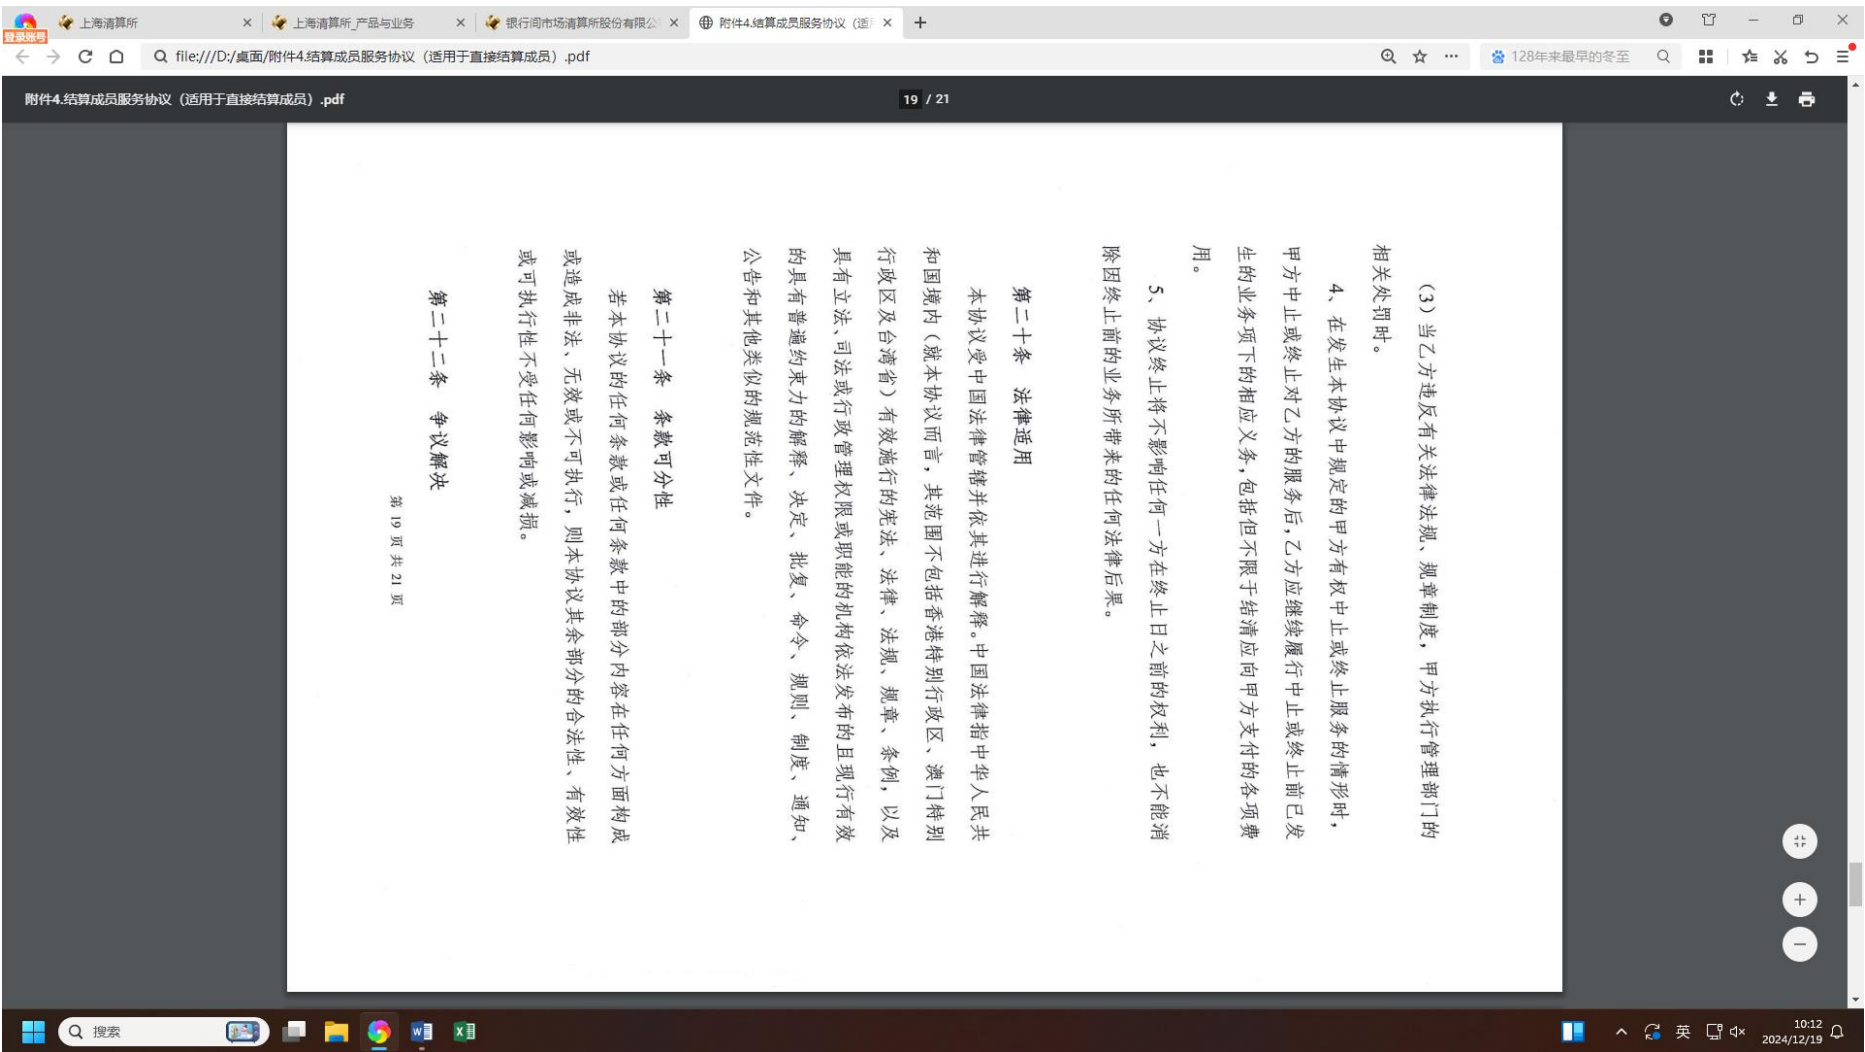 上海清算所
上海清算所_产品与业务
银行间市场清算所股份有限公
附件4.结算成员服务协议（适
登录账号
file:///D:/桌面/附件4.结算成员服务协议（适用于直接结算成员）.pdf
128年来最早的冬至
附件4.结算成员服务协议（适用于直接结算成员）.pdf
19 / 21
（3）当乙方违反有关法律法规、规章制度，甲方执行管理部门的
相关处罚时。
4、在发生本协议中规定的甲方有权中止或终止服务的情形时，
甲方中止或终止对乙方的服务后，乙方应继续履行中止或终止前已发
生的业务项下的相应义务，包括但不限于结清应向甲方支付的各项费
用。
5、协议终止将不影响任何一方在终止日之前的权利，也不能消
除因终止前的业务所带来的任何法律后果。
第二十条 法律适用
本协议受中国法律管辖并依其进行解释。中国法律指中华人民共
和国境内（就本协议而言，其范围不包括香港特别行政区、澳门特别
行政区及台湾省）有效施行的宪法、法律、法规、规章、条例，以及
具有立法、司法或行政管理权限或职能的机构依法发布的且现行有效
的具有普遍约束力的解释、决定、批复、命令、规则、制度、通知、
公告和其他类似的规范性文件。
第二十一条 条款可分性
若本协议的任何条款或任何条款中的部分内容在任何方面构成
或造成非法、无效或不可执行，则本协议其余部分的合法性、有效性
或可执行性不受任何影响或减损。
第二十二条 争议解决
第 19 页 共 21 页
搜索
英
10:12
2024/12/19